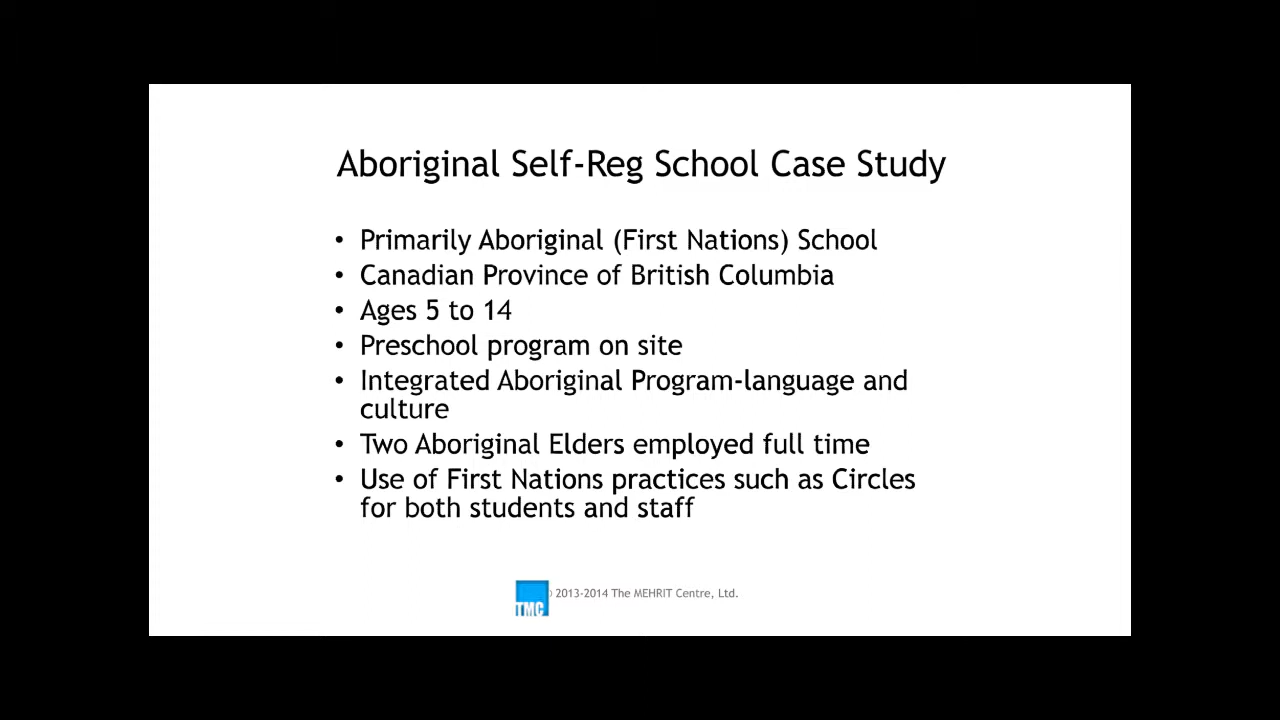 Aboriginal Self-Reg School Case Study
• Primarily Aboriginal (First Nations) School
• Canadian Province of British Columbia
• Ages 5 to 14
• Preschool program on site
• Integrated Aboriginal Program-language and
culture
• Two Aboriginal Elders employed full time
• Use of First Nations practices such as Circles
for both students and staff
TMC
© 2013-2014 The MEHRIT Centre, Ltd.